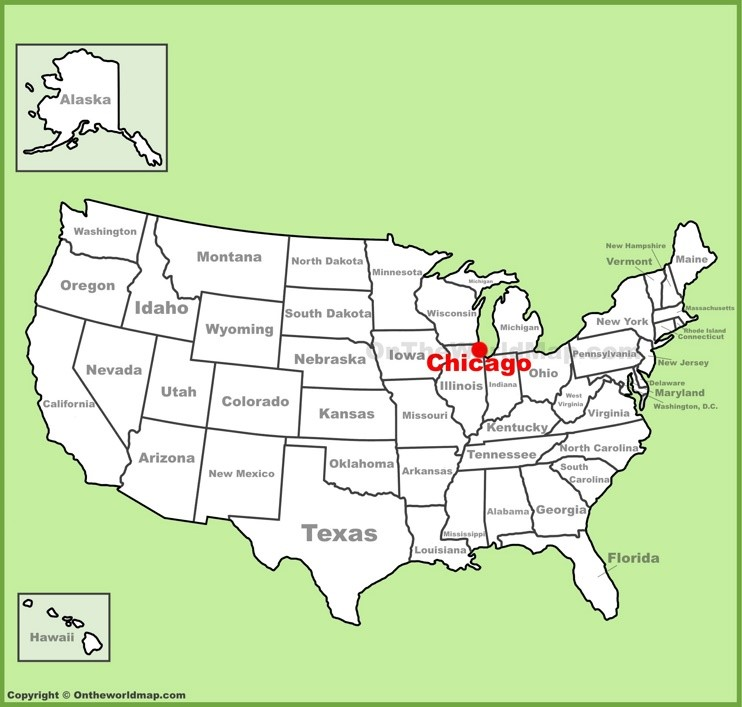 Alaska
Washington
Montana
North Dakota
Minnesota
Michigan
New Hampshire
Vermont
Maine
Oregon
Idaho
Wyoming
South Dakota
Wisconsin
Michigan
New York
Massachusetts
Rhode Island
Connecticut
Nevada
Utah
Colorado
Nebraska
Iowa
OnTheWorldMap.com
Chicago
Illinois
Indiana
Ohio
Pennsylvania
New Jersey
Delaware
Maryland
Washington, D.C.
California
Kansas
Missouri
West
Virginia
Virginia
Kentucky
Arizona
New Mexico
Oklahoma
Arkansas
Tennessee
North Carolina
South
Carolina
Texas
Louisiana
Mississippi
Alabama
Georgia
Florida
Hawaii
Copyright © Ontheworldmap.com